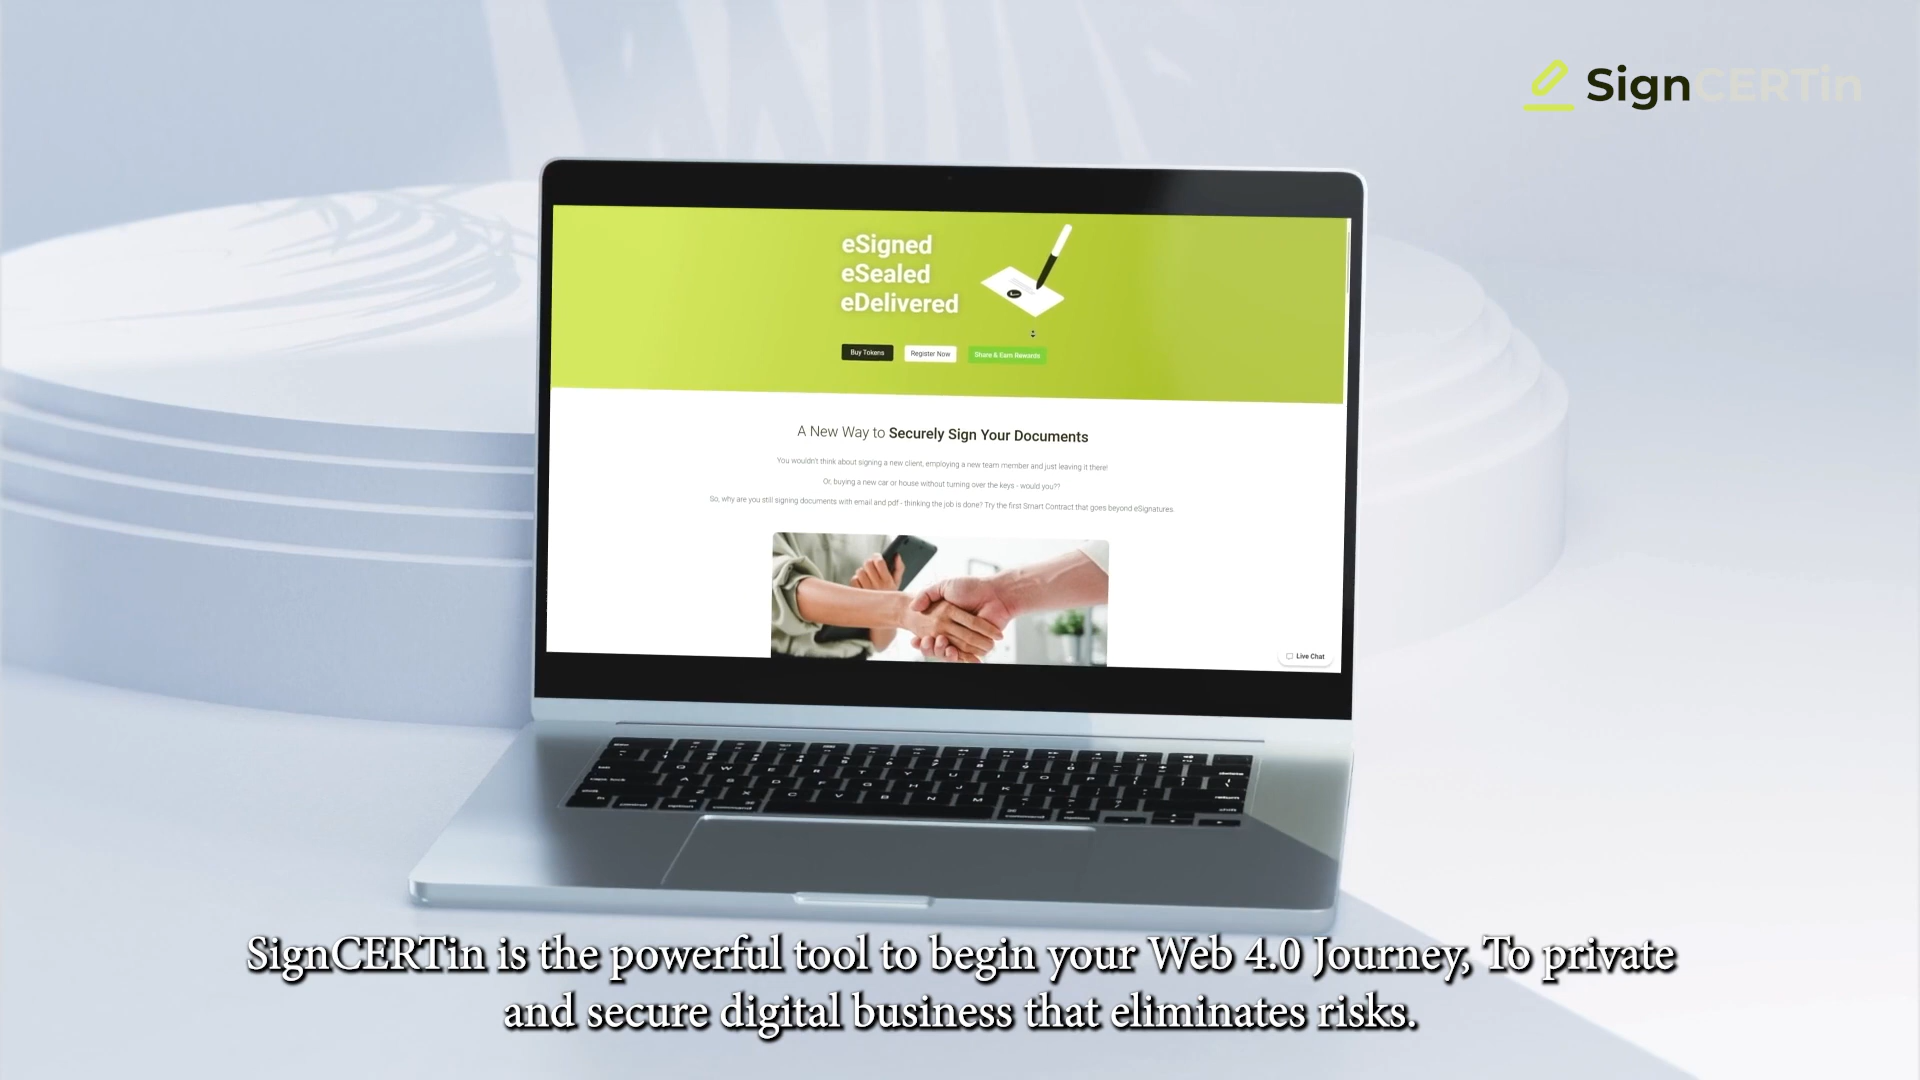 SignCERTin
eSigned
eSealed
eDelivered
Buy Tokens
Register Now
Share & Earn Rewards
A New Way to Securely Sign Your Documents
You wouldn't think about signing a new client, employing a new team member and just leaving it there!
Or, buying a new car or house without turning over the keys - would you??
So, why are you still signing documents with email and pdf - thinking the job is done? Try the first Smart Contract that goes beyond eSignatures.
Live Chat
SignCERTin is the powerful tool to begin your Web 4.0 Journey, To private
and secure digital business that eliminates risks.